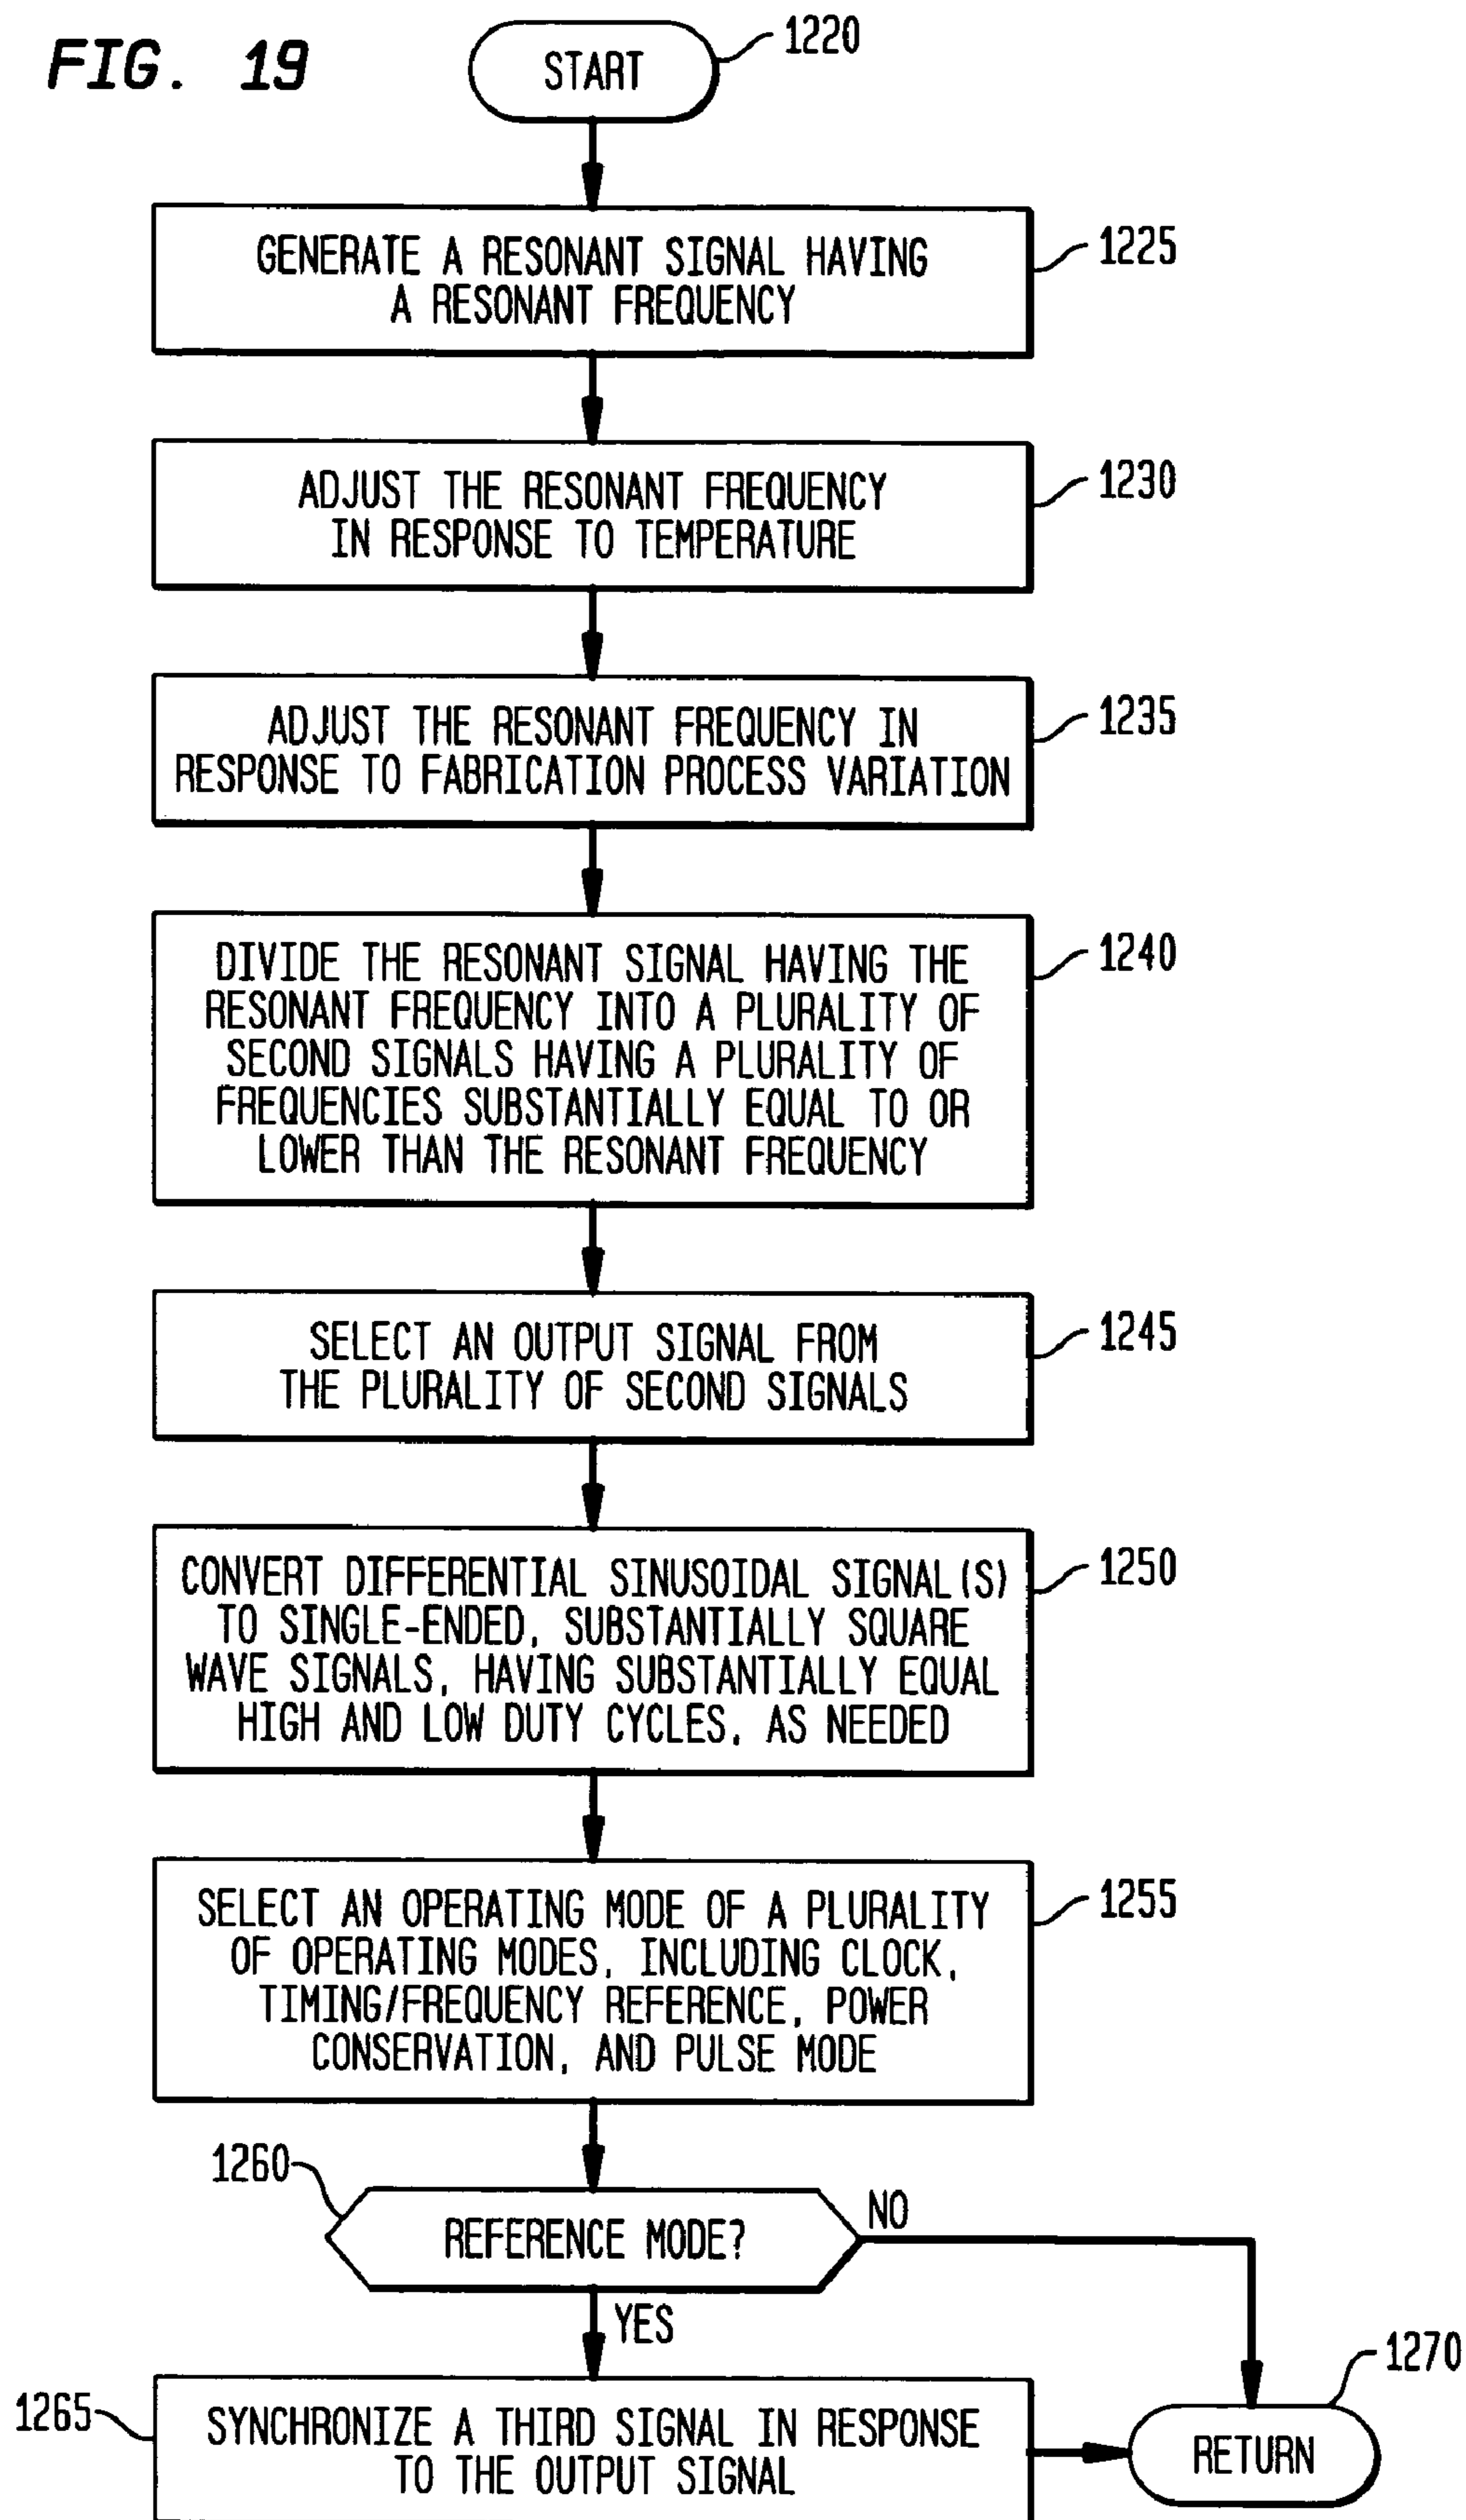 FIG. 19
START
1220
GENERATE A RESONANT SIGNAL HAVING
A RESONANT FREQUENCY
1225
ADJUST THE RESONANT FREQUENCY
IN RESPONSE TO TEMPERATURE
1230
ADJUST THE RESONANT FREQUENCY IN
RESPONSE TO FABRICATION PROCESS VARIATION
1235
DIVIDE THE RESONANT SIGNAL HAVING THE
RESONANT FREQUENCY INTO A PLURALITY OF
SECOND SIGNALS HAVING A PLURALITY OF
FREQUENCIES SUBSTANTIALLY EQUAL TO OR
LOWER THAN THE RESONANT FREQUENCY
1240
SELECT AN OUTPUT SIGNAL FROM
THE PLURALITY OF SECOND SIGNALS
1245
CONVERT DIFFERENTIAL SINUSOIDAL SIGNAL(S)
TO SINGLE-ENDED, SUBSTANTIALLY SQUARE
WAVE SIGNALS, HAVING SUBSTANTIALLY EQUAL
HIGH AND LOW DUTY CYCLES, AS NEEDED
1250
SELECT AN OPERATING MODE OF A PLURALITY
OF OPERATING MODES, INCLUDING CLOCK,
TIMING/FREQUENCY REFERENCE, POWER
CONSERVATION, AND PULSE MODE
1255
1260
REFERENCE MODE?
NO
YES
1265
SYNCHRONIZE A THIRD SIGNAL IN RESPONSE
TO THE OUTPUT SIGNAL
1270
RETURN